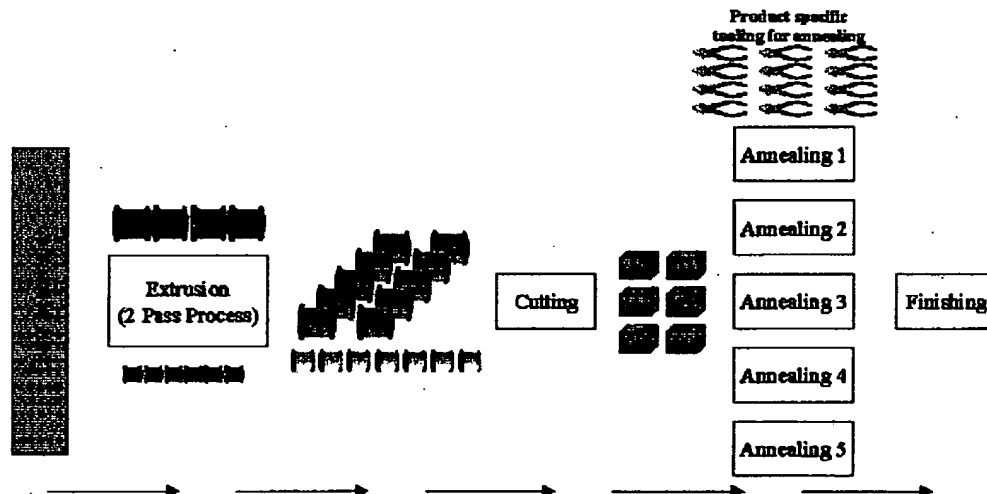 Product specific
tooling for annealing
Annealing 1
Annealing 2
Extrusion
(2 Pass Process)
Cutting
Annealing 3
Finishing
Annealing 4
Annealing 5